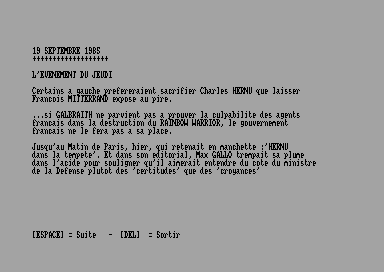 19 SEPTEMBRE 1985
*******************
L'EVENEMENT DU JEUDI
Certains a gauche prefereraient sacrifier Charles HERNU que laisser
Francois MITTERRAND expose au pire.
...si GALBRAITH ne parvient pas a prouver la culpabilite des agents
francais dans la destruction du RAINBOW WARRIOR, le gouvernement
francais ne le fera pas a sa place.
Jusqu'au Matin de Paris, hier, qui retenait en manchette :'HERNU
dans la tempete'. Et dans son editorial, Max GALLO trempait sa plume
dans l'acide pour souligner qu'il aimerait entendre du cote du ministre
de la Defense plutot des 'certitudes' que des 'croyances'
[ESPACE] = Suite - [DEL] = Sortir